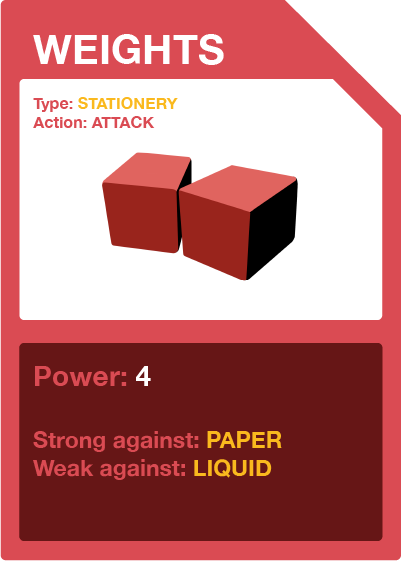 WEIGHTS
Type: STATIONERY
Action: ATTACK
Power: 4
Strong against: PAPER
Weak against: LIQUID